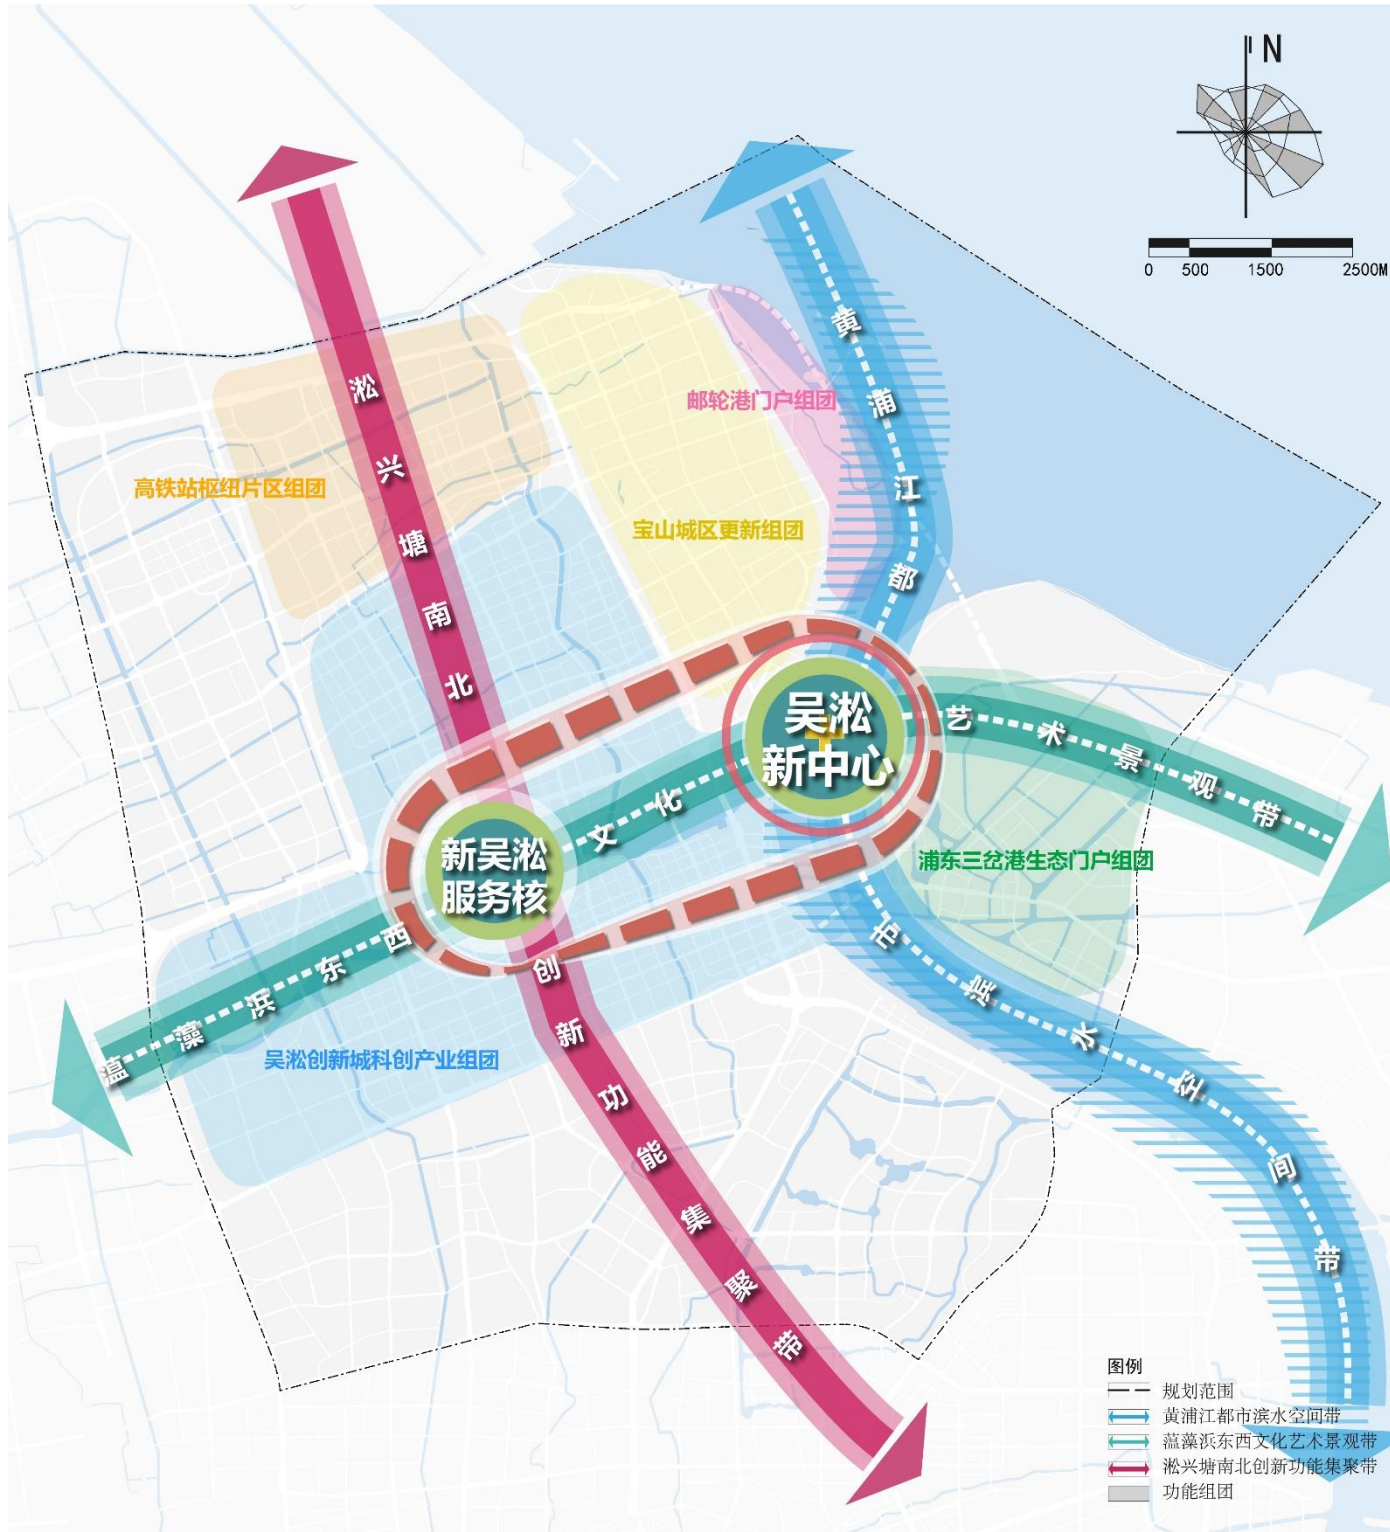 N
0 500 1500 2500M
淞兴塘南北创新功能集聚带
黄浦江都市滨水空间带
邮轮港门户组团
高铁站枢纽片区组团
宝山城区更新组团
吴淞
新中心
新吴淞
服务核
蕰藻浜东西文化艺术景观带
浦东三岔港生态门户组团
吴淞创新城科创产业组团
图例
规划范围
黄浦江都市滨水空间带
蕰藻浜东西文化艺术景观带
淞兴塘南北创新功能集聚带
功能组团